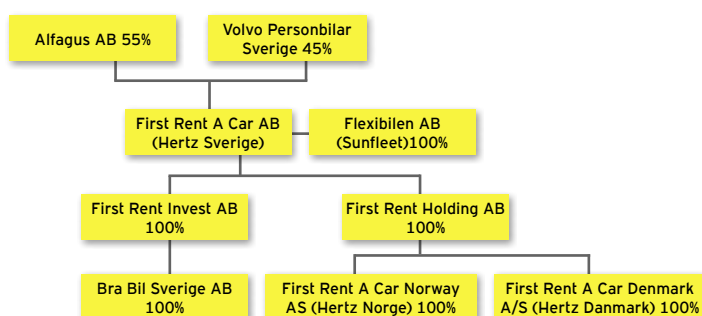 Alfagus AB 55%
Volvo Personbilar
Sverige 45%
First Rent A Car AB
(Hertz Sverige)
Flexibilen AB
(Sunfleet)100%
First Rent Invest AB
100%
First Rent Holding AB
100%
Bra Bil Sverige AB
100%
First Rent A Car Norway
AS (Hertz Norge) 100%
First Rent A Car Denmark
A/S (Hertz Danmark) 100%